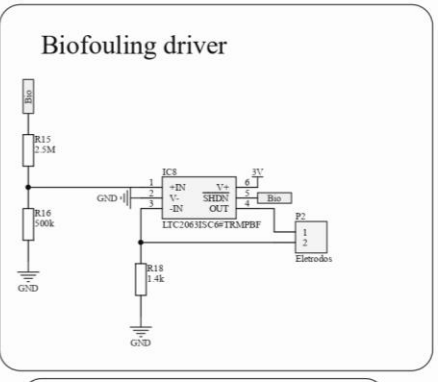 Biofouling driver
Bio
R15
2.5M
R16
500k
GND
IC8
1 +IN V+ 6 3V
GND 2 V- SHDN 5 Bio
3 -IN OUT 4
LTC2063ISC6#TRMPBF
P2
1
2
Eletrodos
R18
1.4k
GND